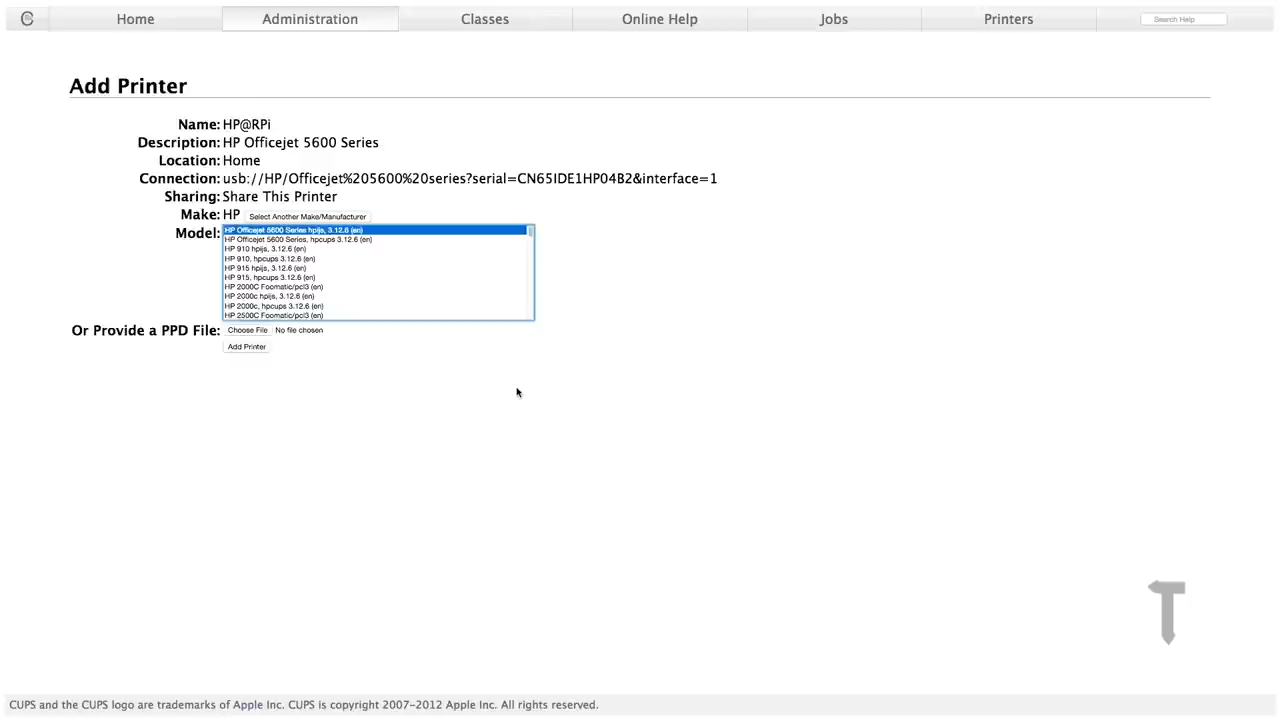 C Home Administration Classes Online Help Jobs Printers Search Help
Add Printer
Name: HP@RPi
Description: HP Officejet 5600 Series
Location: Home
Connection: usb://HP/Officejet%205600%20series?serial=CN65IDE1HP04B2&interface=1
Sharing: Share This Printer
Make: HP Select Another Make/Manufacturer
Model: HP Officejet 5600 Series hpijs, 3.12.6 (en)
HP Officejet 5600 Series, hpcups 3.12.6 (en)
HP 910 hpijs, 3.12.6 (en)
HP 910, hpcups 3.12.6 (en)
HP 915 hpijs, 3.12.6 (en)
HP 915, hpcups 3.12.6 (en)
HP 2000C Foomatic/pcl3 (en)
HP 2000c hpijs, 3.12.6 (en)
HP 2000c, hpcups 3.12.6 (en)
HP 2500C Foomatic/pcl3 (en)
Or Provide a PPD File: Choose File No file chosen
Add Printer
CUPS and the CUPS logo are trademarks of Apple Inc. CUPS is copyright 2007-2012 Apple Inc. All rights reserved.